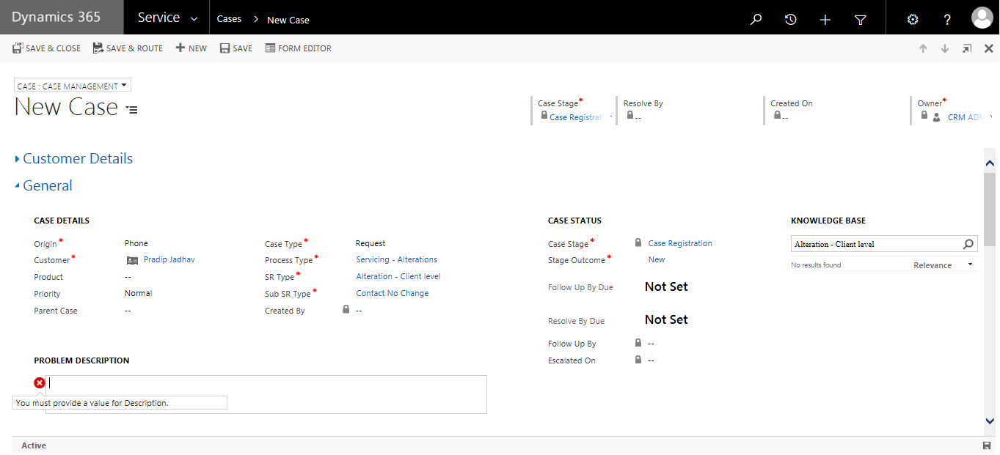 Dynamics 365
Service
Cases > New Case
SAVE & CLOSE
SAVE & ROUTE
NEW
SAVE
FORM EDITOR
CASE : CASE MANAGEMENT
New Case
Case Stage*
Case Registrat
Resolve By
--
Created On
--
Owner*
CRM ADM
Customer Details
General
CASE DETAILS
Origin* Phone
Customer* Pradip Jadhav
Product --
Priority Normal
Parent Case --
Case Type* Request
Process Type* Servicing - Alterations
SR Type* Alteration - Client level
Sub SR Type* Contact No Change
Created By --
PROBLEM DESCRIPTION
You must provide a value for Description.
CASE STATUS
Case Stage* Case Registration
Stage Outcome* New
Follow Up By Due Not Set
Resolve By Due Not Set
Follow Up By --
Escalated On --
KNOWLEDGE BASE
Alteration - Client level
No results found Relevance
Active